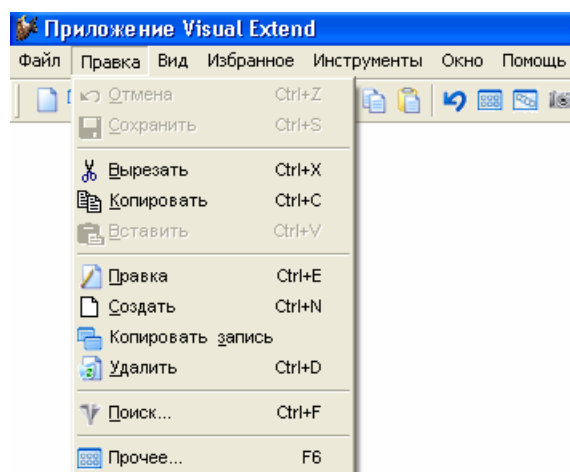 Приложение Visual Extend
Файл Правка Вид Избранное Инструменты Окно Помощь
Отмена Ctrl+Z
Сохранить Ctrl+S
Вырезать Ctrl+X
Копировать Ctrl+C
Вставить Ctrl+V
Правка Ctrl+E
Создать Ctrl+N
Копировать запись
Удалить Ctrl+D
Поиск... Ctrl+F
Прочее... F6